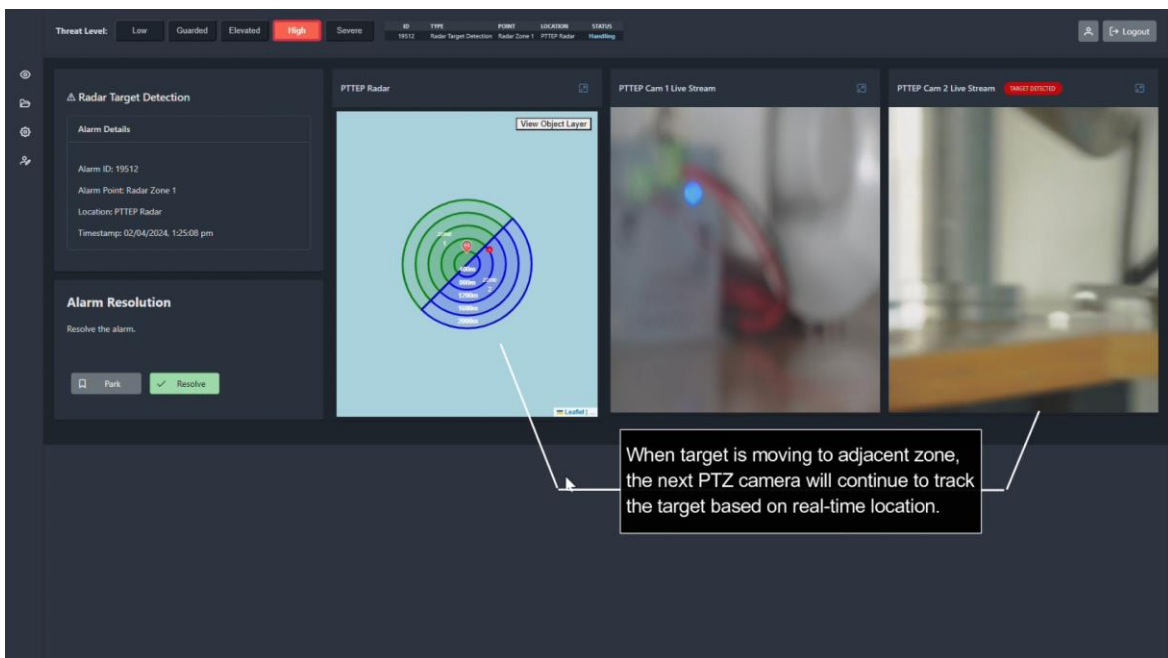 Threat Level: Low Guarded Elevated High Severe
ID TYPE POINT LOCATION STATUS
19512 Radar Target Detection Radar Zone 1 PTTEP Radar Handling
Logout
Radar Target Detection
Alarm Details
Alarm ID: 19512
Alarm Point: Radar Zone 1
Location: PTTEP Radar
Timestamp: 02/04/2024, 1:25:08 pm
Alarm Resolution
Resolve the alarm.
Park Resolve
PTTEP Radar
View Object Layer
zone
1
400m
800m zone
2
1200m
1600m
2000m
Leaflet |
PTTEP Cam 1 Live Stream
PTTEP Cam 2 Live Stream TARGET DETECTED
When target is moving to adjacent zone,
the next PTZ camera will continue to track
the target based on real-time location.